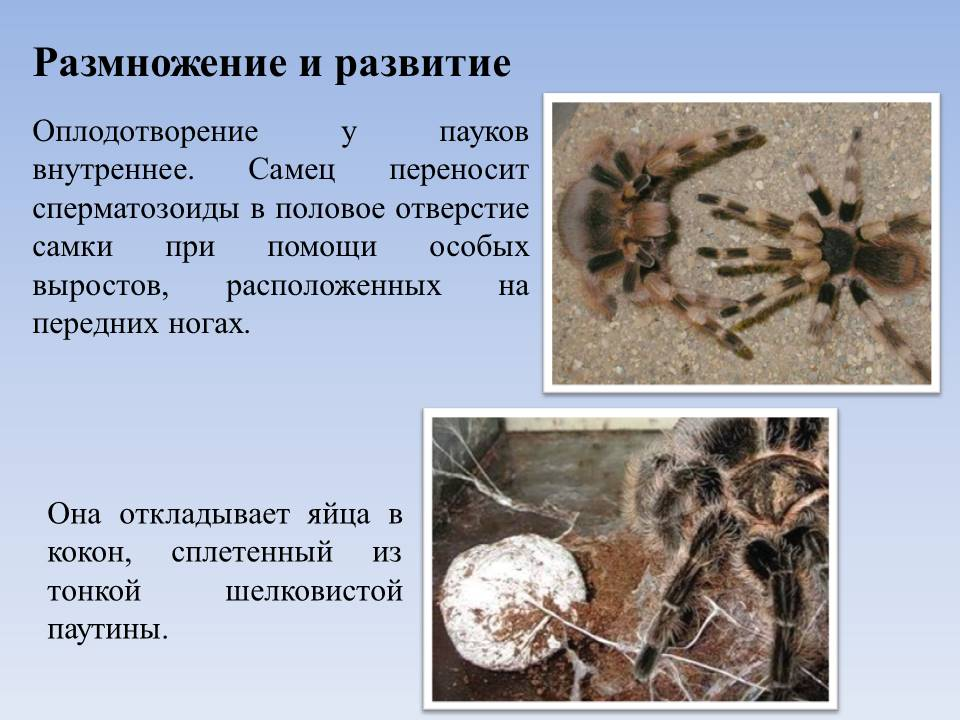 Размножение и развитие
Оплодотворение у пауков
внутреннее. Самец переносит
сперматозоиды в половое отверстие
самки при помощи особых
выростов, расположенных на
передних ногах.
Она откладывает яйца в
кокон, сплетенный из
тонкой шелковистой
паутины.